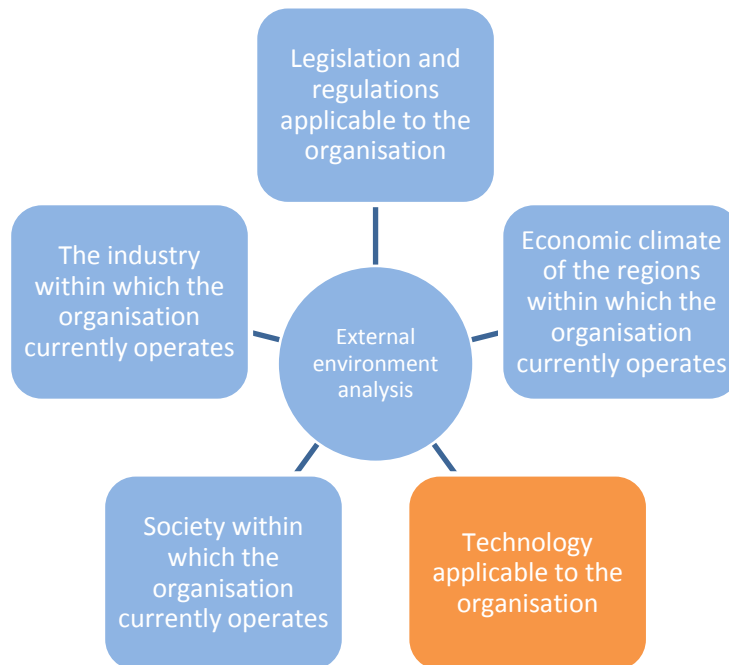 Legislation and
regulations
applicable to the
organisation
The industry
within which the
organisation
currently operates
Economic climate
of the regions
within which the
organisation
currently operates
External
environment
analysis
Society within
which the
organisation
currently operates
Technology
applicable to the
organisation